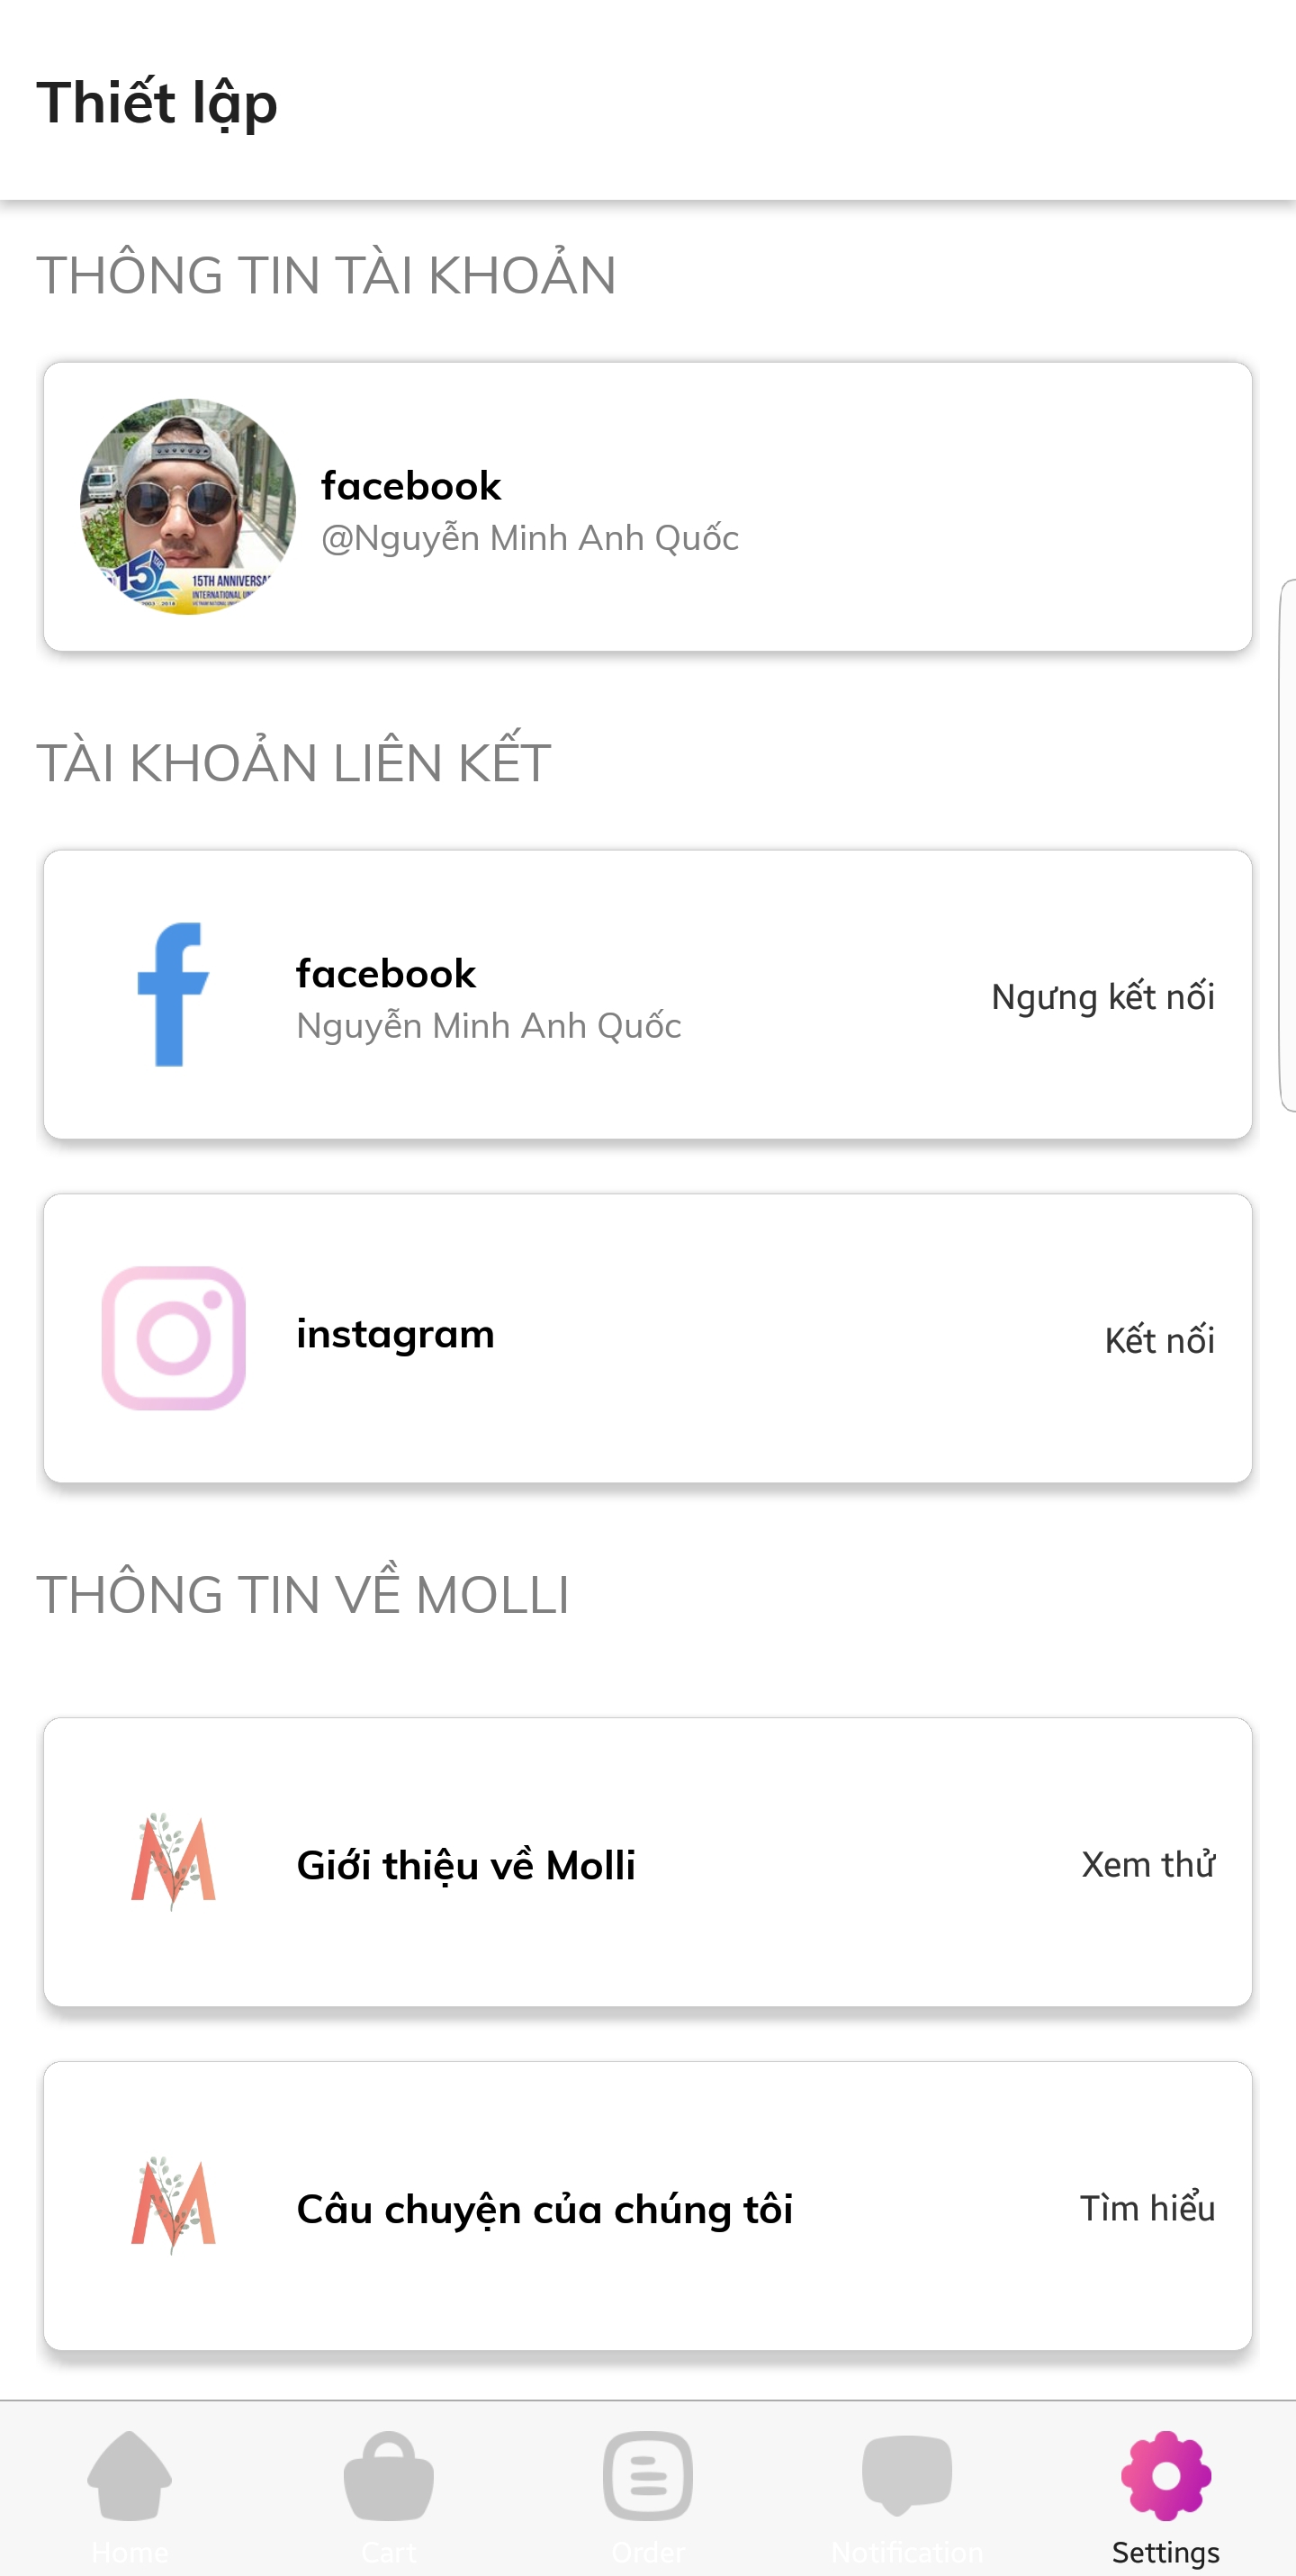 Thiết lập
THÔNG TIN TÀI KHOẢN
15
15TH ANNIVERSA
INTERNATIONAL UN
facebook
@Nguyễn Minh Anh Quốc
TÀI KHOẢN LIÊN KẾT
facebook
Nguyễn Minh Anh Quốc
Ngưng kết nối
instagram
Kết nối
THÔNG TIN VỀ MOLLI
M
Giới thiệu về Molli
Xem thử
M
Câu chuyện của chúng tôi
Tìm hiểu
Home
Cart
Order
Notification
Settings